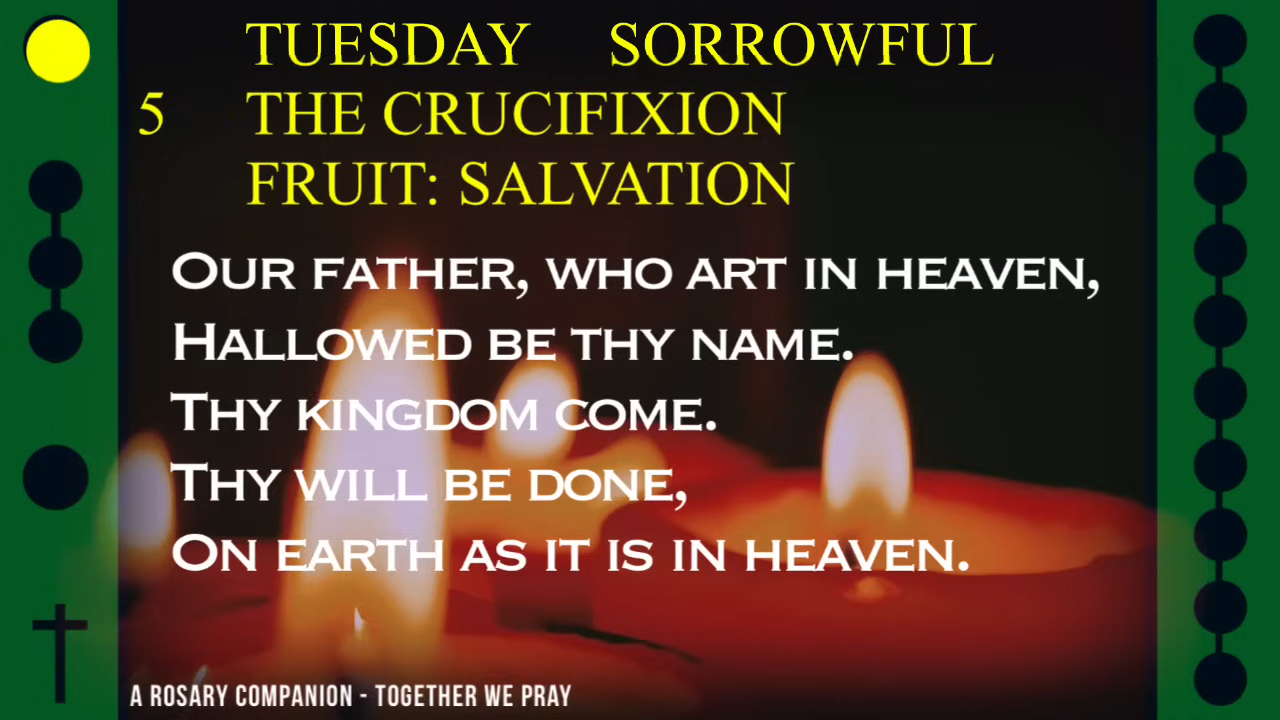 TUESDAY SORROWFUL
5 THE CRUCIFIXION
FRUIT: SALVATION
OUR FATHER, WHO ART IN HEAVEN,
HALLOWED BE THY NAME.
THY KINGDOM COME.
THY WILL BE DONE,
ON EARTH AS IT IS IN HEAVEN.
A ROSARY COMPANION - TOGETHER WE PRAY